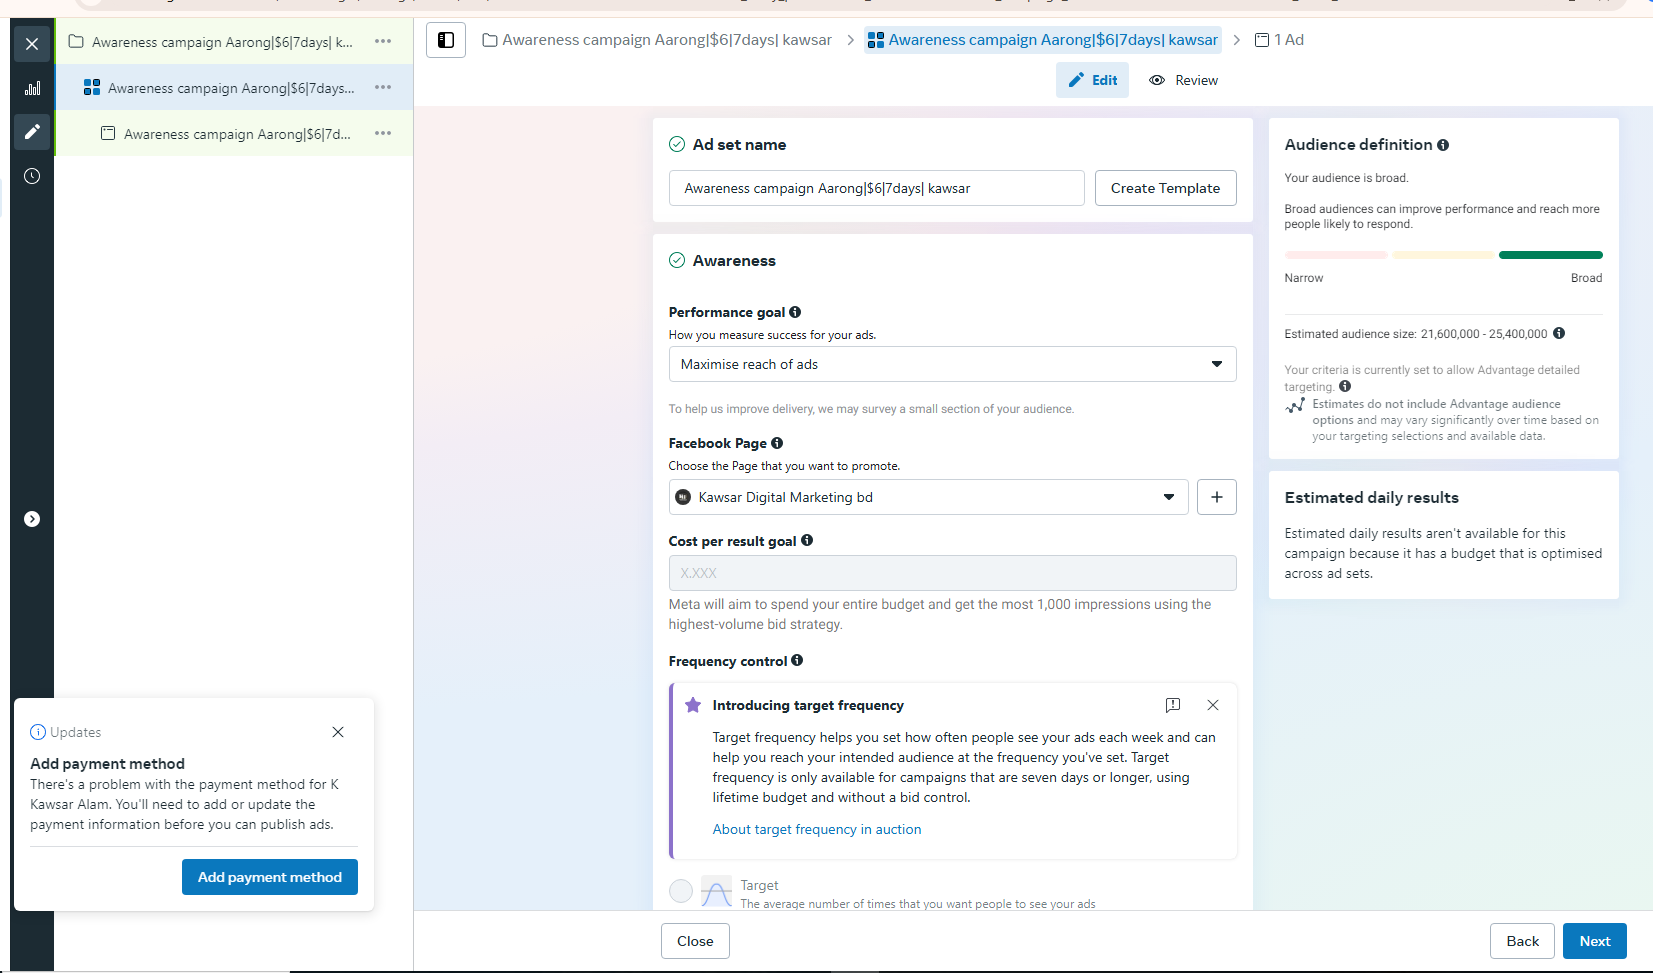 Awareness campaign Aarong|$6|7days| k...
Awareness campaign Aarong|$6|7days...
Awareness campaign Aarong|$6|7d...
Awareness campaign Aarong|$6|7days| kawsar
Awareness campaign Aarong|$6|7days| kawsar
1 Ad
Edit
Review
Ad set name
Awareness campaign Aarong|$6|7days| kawsar
Create Template
Awareness
Performance goal
How you measure success for your ads.
Maximise reach of ads
To help us improve delivery, we may survey a small section of your audience.
Facebook Page
Choose the Page that you want to promote.
Kawsar Digital Marketing bd
Cost per result goal
X.XXX
Meta will aim to spend your entire budget and get the most 1,000 impressions using the
highest-volume bid strategy.
Frequency control
Introducing target frequency
Target frequency helps you set how often people see your ads each week and can
help you reach your intended audience at the frequency you've set. Target
frequency is only available for campaigns that are seven days or longer, using
lifetime budget and without a bid control.
About target frequency in auction
Target
The average number of times that you want people to see your ads
Audience definition
Your audience is broad.
Broad audiences can improve performance and reach more
people likely to respond.
Narrow
Broad
Estimated audience size: 21,600,000 - 25,400,000
Your criteria is currently set to allow Advantage detailed
targeting.
Estimates do not include Advantage audience
options and may vary significantly over time based on
your targeting selections and available data.
Estimated daily results
Estimated daily results aren't available for this
campaign because it has a budget that is optimised
across ad sets.
Updates
Add payment method
There's a problem with the payment method for K
Kawsar Alam. You'll need to add or update the
payment information before you can publish ads.
Add payment method
Close
Back
Next